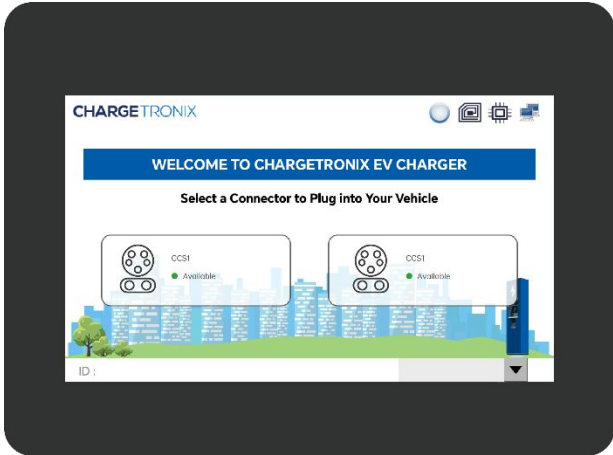 CHARGETRONIX
WELCOME TO CHARGETRONIX EV CHARGER
Select a Connector to Plug into Your Vehicle
CCS1
Available
CCS1
Available
ID :